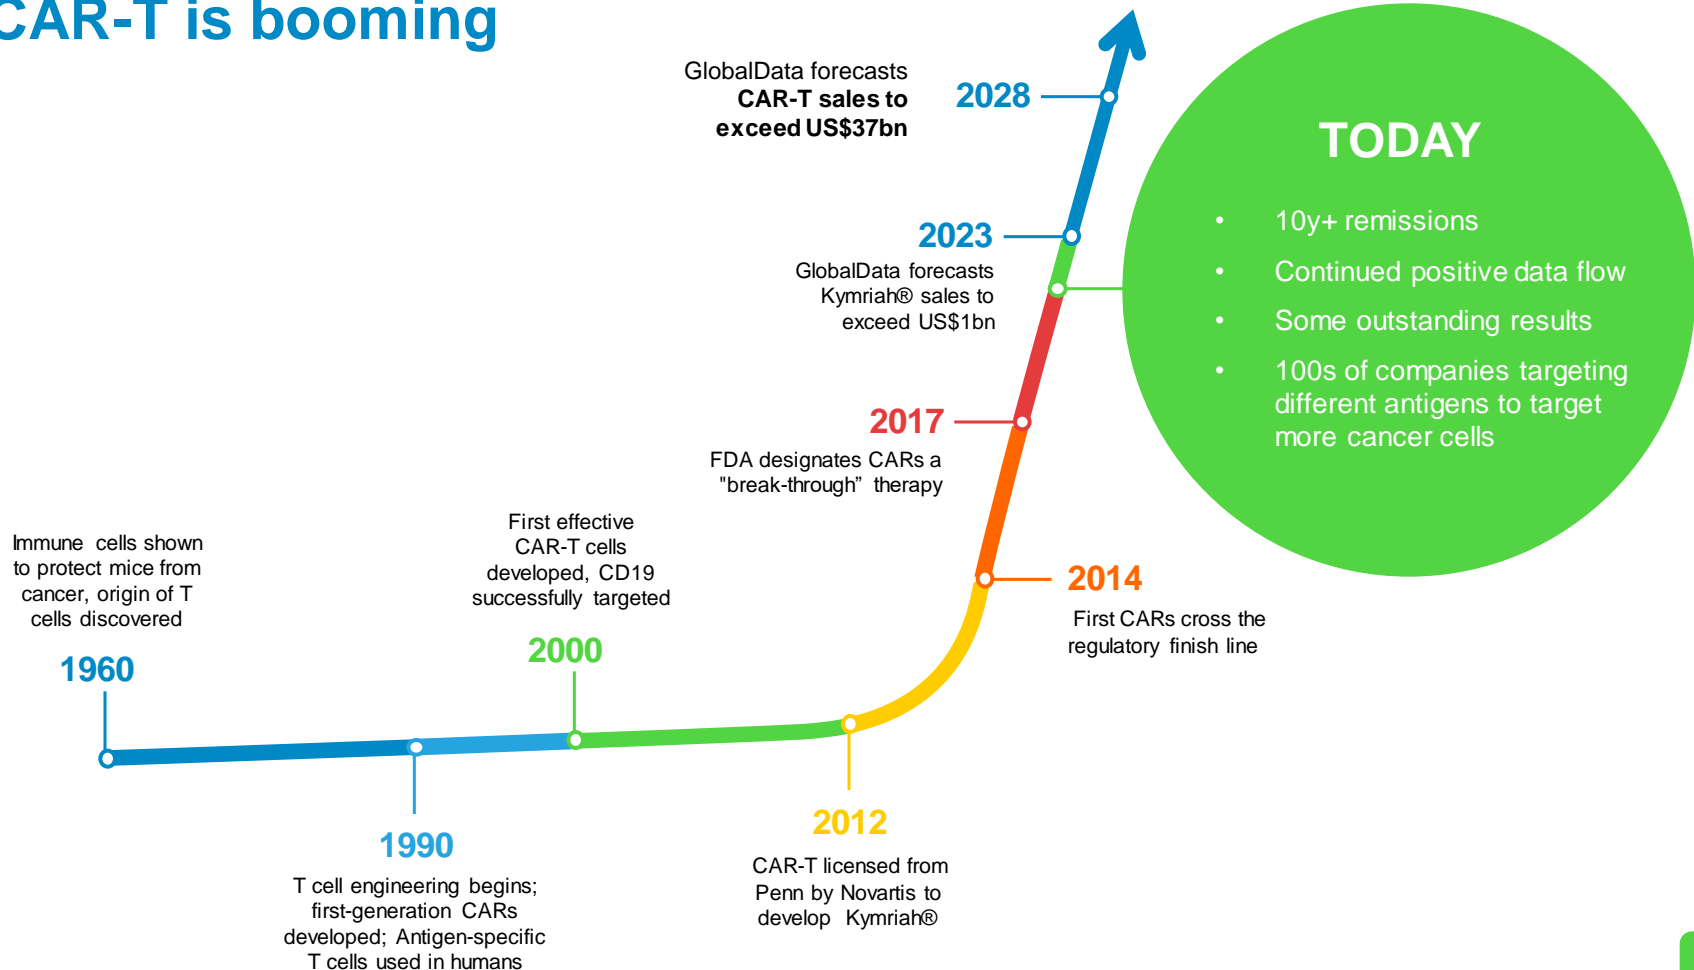 CAR-T is booming
GlobalData forecasts
CAR-T sales to
exceed US$37bn
2028
TODAY
• 10y+ remissions
• Continued positive data flow
• Some outstanding results
• 100s of companies targeting
different antigens to target
more cancer cells
2023
GlobalData forecasts
Kymriah® sales to
exceed US$1bn
2017
FDA designates CARs a
"break-through” therapy
2014
First CARs cross the
regulatory finish line
Immune cells shown
to protect mice from
cancer, origin of T
cells discovered
1960
First effective
CAR-T cells
developed, CD19
successfully targeted
2000
1990
T cell engineering begins;
first-generation CARs
developed; Antigen-specific
T cells used in humans
2012
CAR-T licensed from
Penn by Novartis to
develop Kymriah®